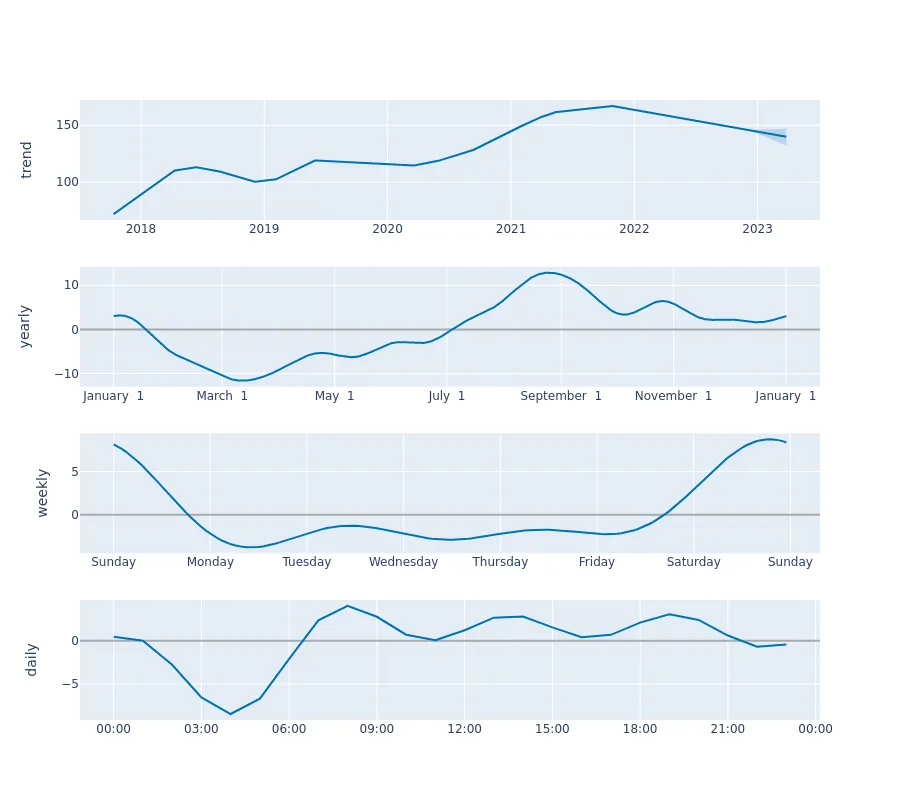 trend
150
100
2018 2019 2020 2021 2022 2023
yearly
10
0
−10
January 1 March 1 May 1 July 1 September 1 November 1 January 1
weekly
5
0
Sunday Monday Tuesday Wednesday Thursday Friday Saturday Sunday
daily
0
−5
00:00 03:00 06:00 09:00 12:00 15:00 18:00 21:00 00:00